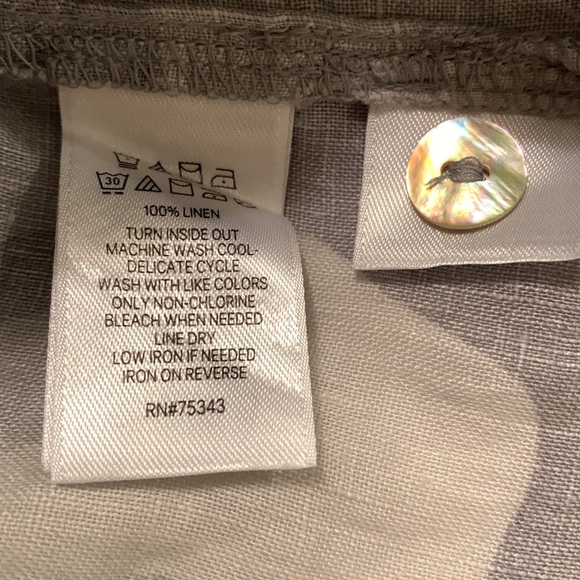 30
100% LINEN
TURN INSIDE OUT
MACHINE WASH COOL-
DELICATE CYCLE
WASH WITH LIKE COLORS
ONLY NON-CHLORINE
BLEACH WHEN NEEDED
LINE DRY
LOW IRON IF NEEDED
IRON ON REVERSE
RN#75343